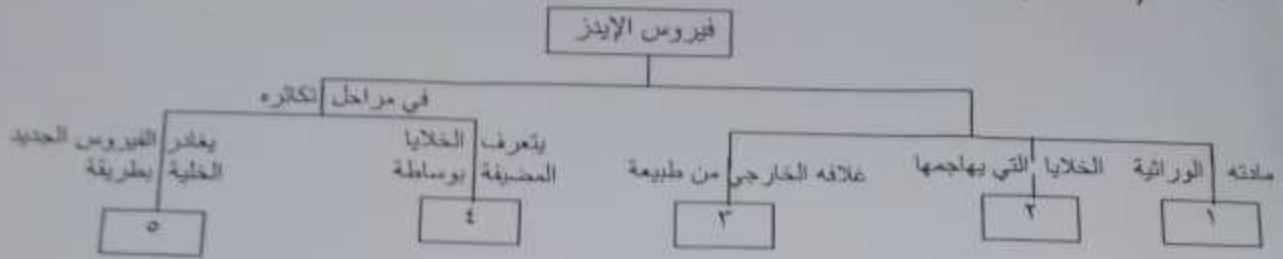 فيروس الإيدز
في مراحل تكاثره
مادته الوراثية
١
الخلايا التي يهاجمها
٢
غلافه الخارجي من طبيعة
٣
يتعرف الخلايا
المضيفة بوساطة
٤
يغادر الفيروس الجديد
الخلية بطريقة
٥